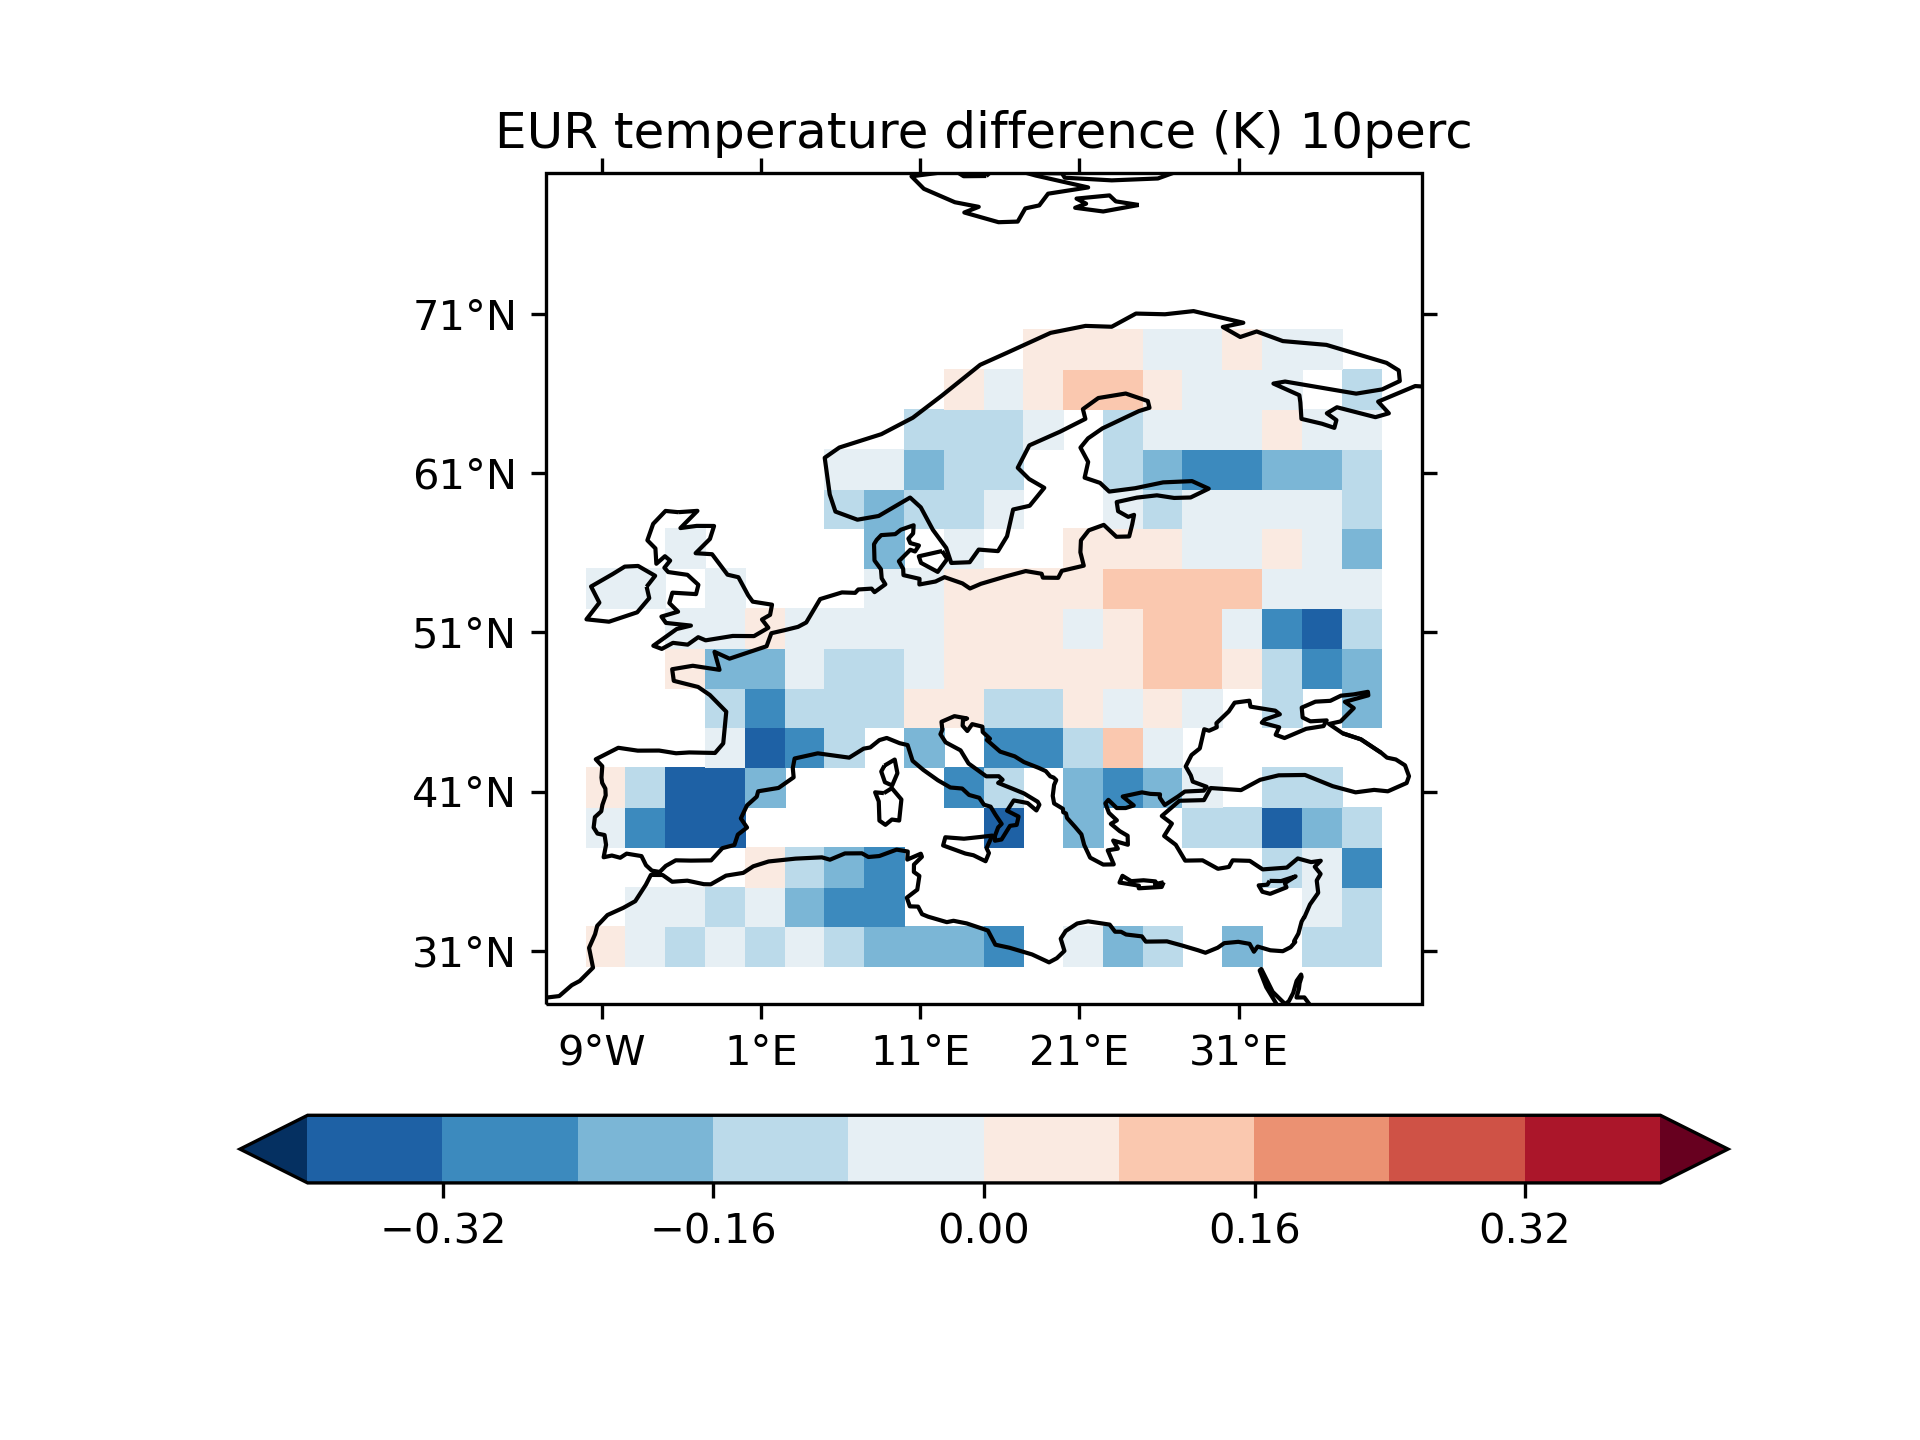 EUR temperature difference (K) 10perc
71°N
61°N
51°N
41°N
31°N
9°W 1°E 11°E 21°E 31°E
−0.32 −0.16 0.00 0.16 0.32